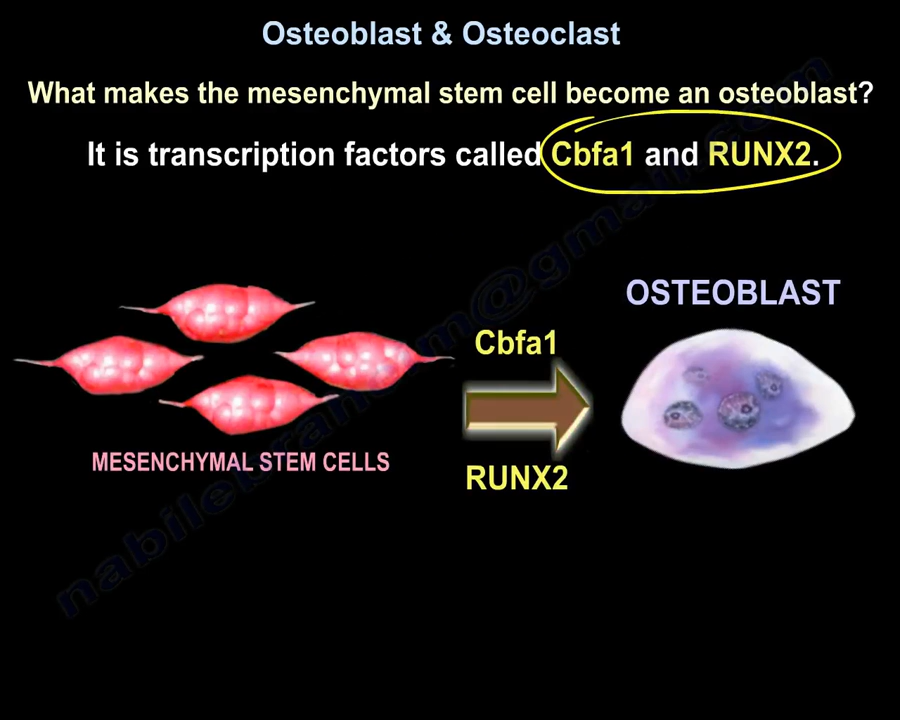 Osteoblast & Osteoclast
What makes the mesenchymal stem cell become an osteoblast?
It is transcription factors called Cbfa1 and RUNX2.
OSTEOBLAST
Cbfa1
MESENCHYMAL STEM CELLS
RUNX2